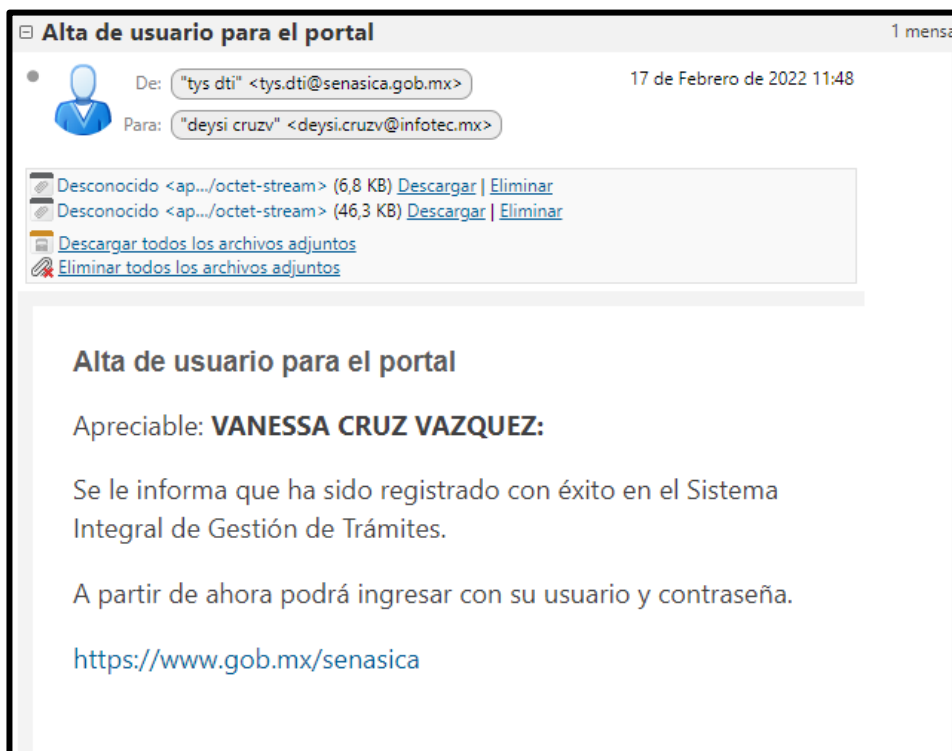 Alta de usuario para el portal
1 mensa
De: "tys dti" <tys.dti@senasica.gob.mx>
17 de Febrero de 2022 11:48
Para: "deysi cruzv" <deysi.cruzv@infotec.mx>
Desconocido <ap.../octet-stream> (6,8 KB) Descargar | Eliminar
Desconocido <ap.../octet-stream> (46,3 KB) Descargar | Eliminar
Descargar todos los archivos adjuntos
Eliminar todos los archivos adjuntos
Alta de usuario para el portal
Apreciable: VANESSA CRUZ VAZQUEZ:
Se le informa que ha sido registrado con éxito en el Sistema
Integral de Gestión de Trámites.
A partir de ahora podrá ingresar con su usuario y contraseña.
https://www.gob.mx/senasica